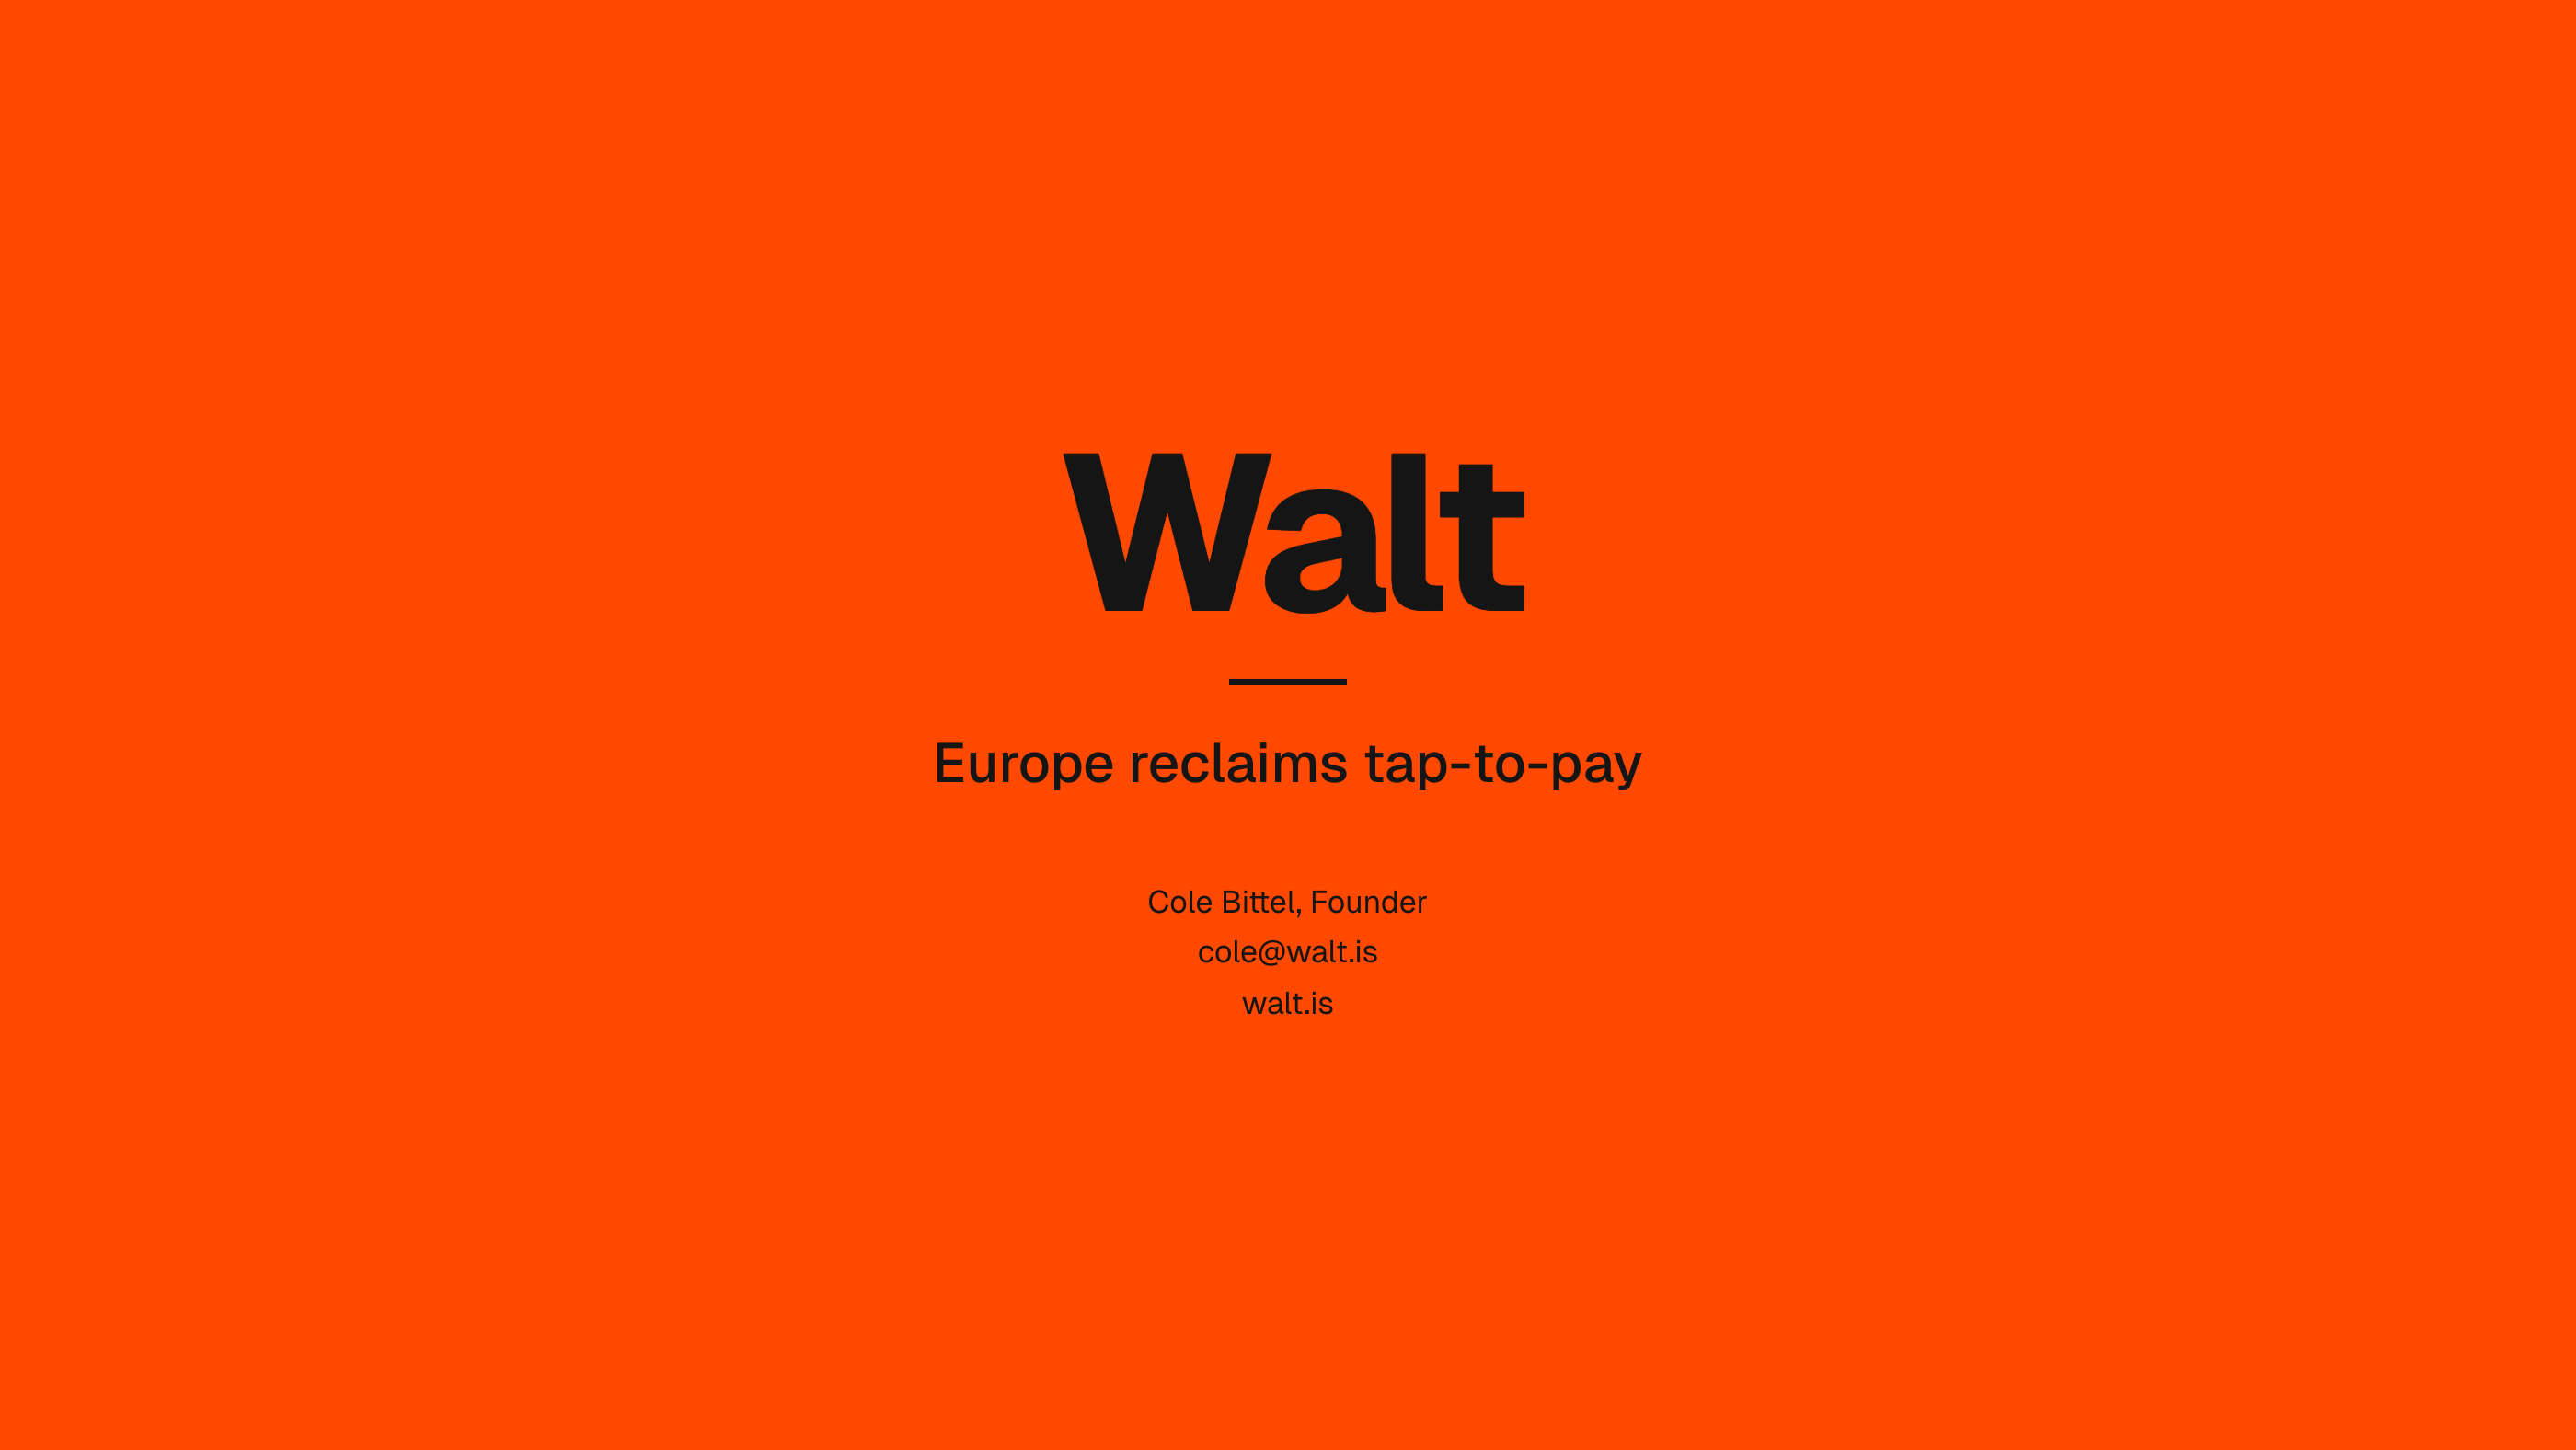 Walt
Europe reclaims tap-to-pay
Cole Bittel, Founder
cole@walt.is
walt.is